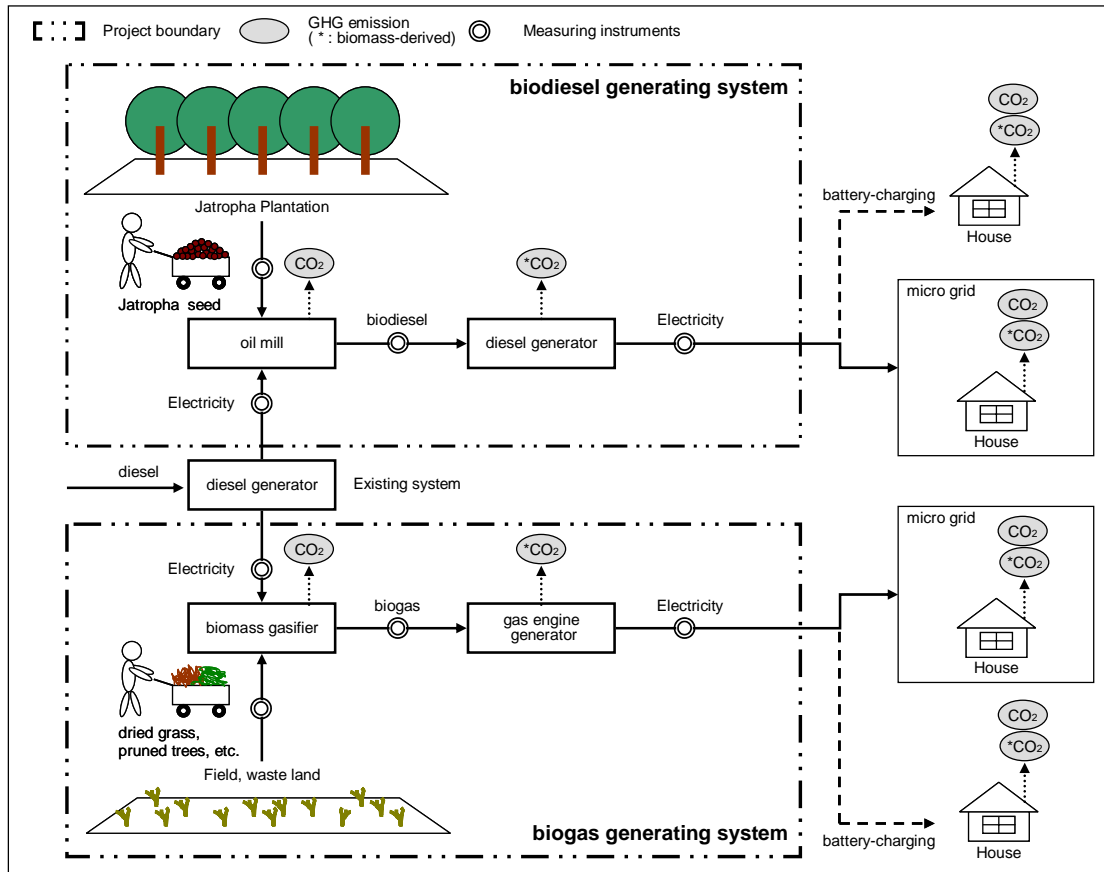 Project boundary
GHG emission
( * : biomass-derived)
Measuring instruments
biodiesel generating system
CO2
*CO2
battery-charging
House
Jatropha Plantation
Jatropha seed
CO2
*CO2
micro grid
CO2
*CO2
House
oil mill
biodiesel
diesel generator
Electricity
Electricity
diesel
diesel generator
Existing system
micro grid
CO2
*CO2
House
Electricity
CO2
*CO2
biomass gasifier
biogas
gas engine
generator
Electricity
dried grass,
pruned trees, etc.
Field, waste land
CO2
*CO2
battery-charging
House
biogas generating system